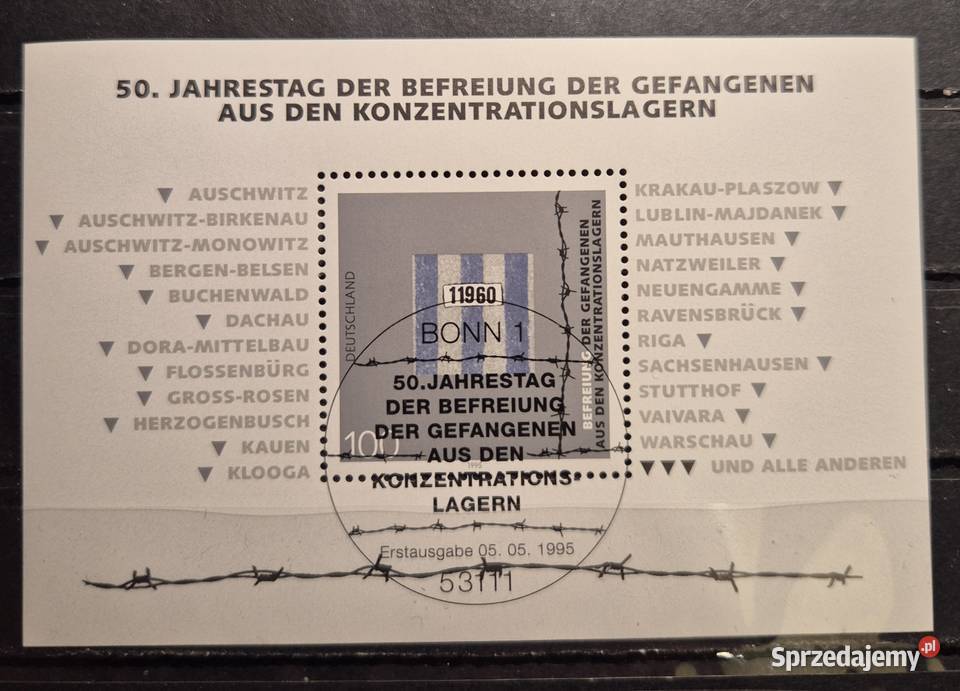 50. JAHRESTAG DER BEFREIUNG DER GEFANGENEN
AUS DEN KONZENTRATIONSLAGERN
AUSCHWITZ
AUSCHWITZ-BIRKENAU
AUSCHWITZ-MONOWITZ
BERGEN-BELSEN
BUCHENWALD
DACHAU
DORA-MITTELBAU
FLOSSENBÜRG
GROSS-ROSEN
HERZOGENBUSCH
KAUEN
KLOOGA
DEUTSCHLAND
100
1995
BEFREIUNG DER GEFANGENEN
AUS DEN KONZENTRATIONSLAGERN
11960
BONN 1
50.JAHRESTAG
DER BEFREIUNG
DER GEFANGENEN
AUS DEN
KONZENTRATIONS-
LAGERN
Erstausgabe 05. 05. 1995
53111
KRAKAU-PLASZOW
LUBLIN-MAJDANEK
MAUTHAUSEN
NATZWEILER
NEUENGAMME
RAVENSBRÜCK
RIGA
SACHSENHAUSEN
STUTTHOF
VAIVARA
WARSCHAU
UND ALLE ANDEREN
Sprzedajemy.pl